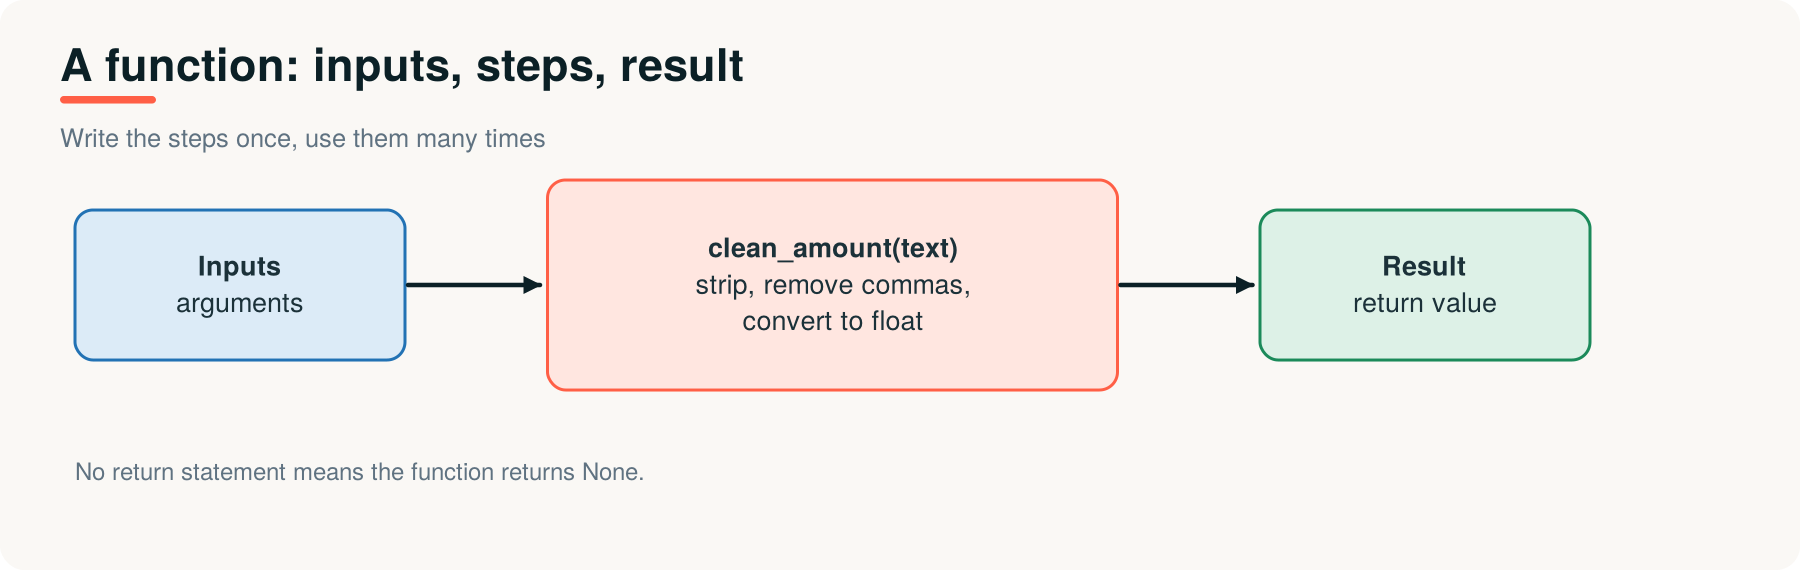 A function: inputs, steps, result
Write the steps once, use them many times
Inputs
arguments
clean_amount(text)
strip, remove commas,
convert to float
Result
return value
No return statement means the function returns None.